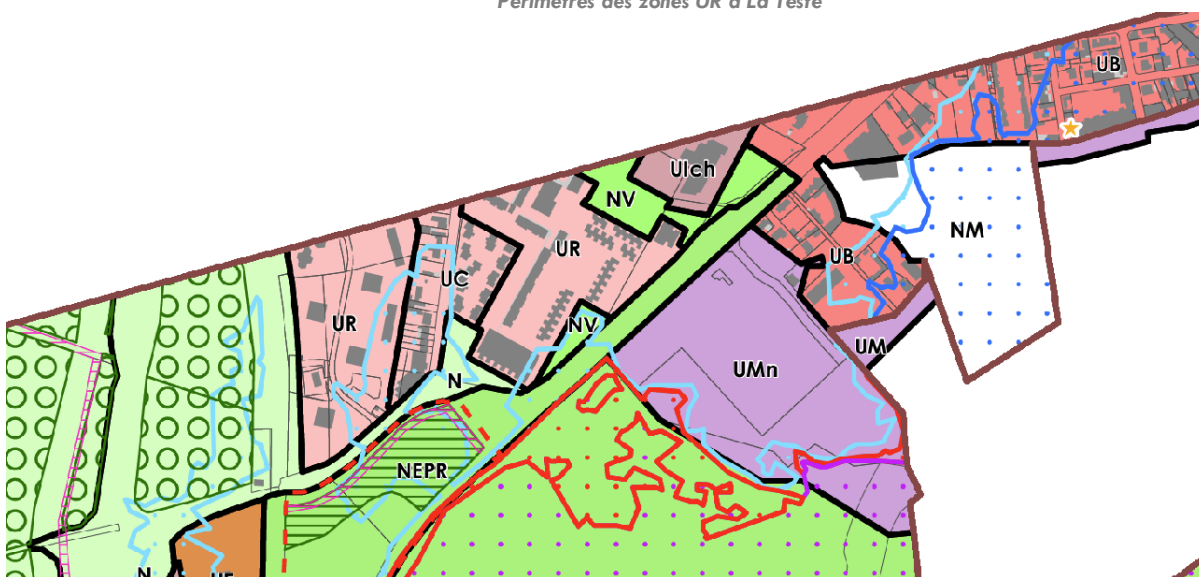 Périmètres des zones UR à La Teste
UB
UIch
NV
NM
UR
UB
UC
UR
NV
UM
UMn
N
NEPR
N